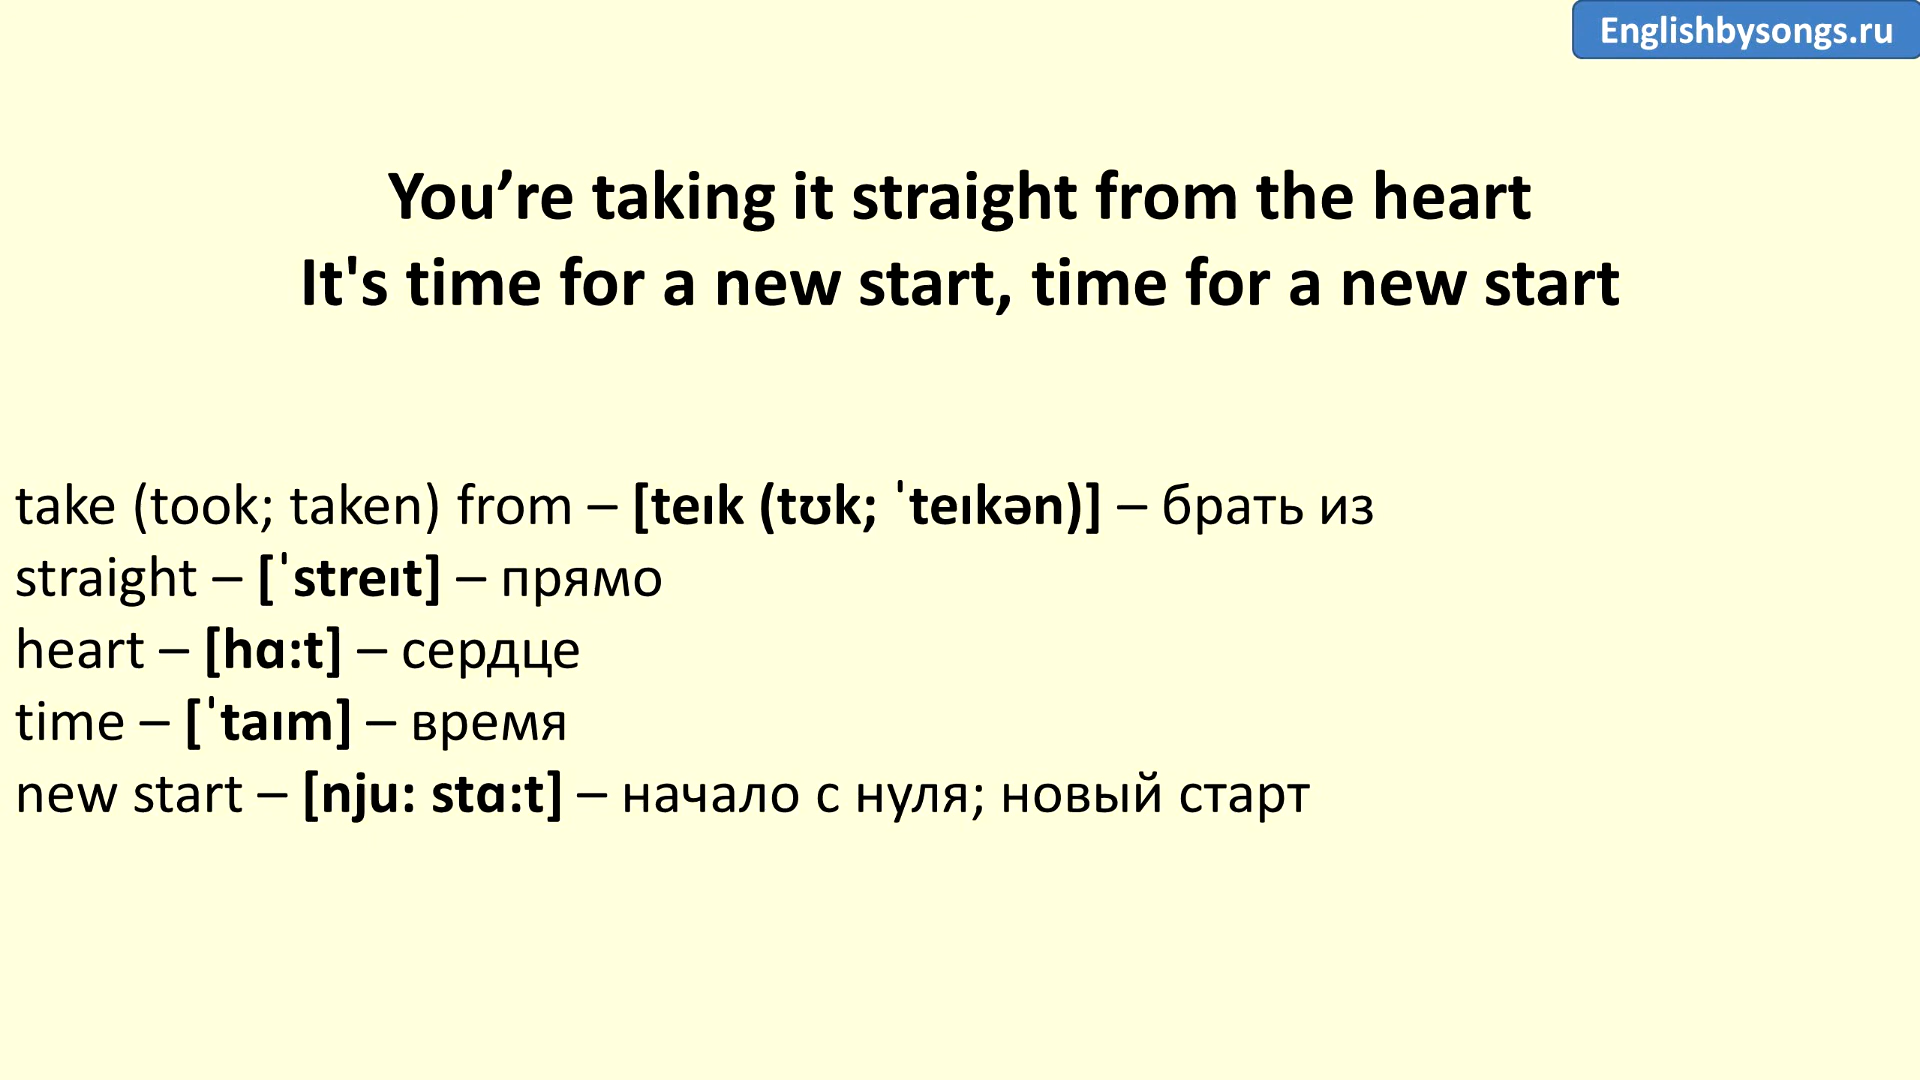 Englishbysongs.ru
You’re taking it straight from the heart
It's time for a new start, time for a new start
take (took; taken) from – [teɪk (tʊk; ˈteɪkən)] – брать из
straight – [ˈstreɪt] – прямо
heart – [hɑ:t] – сердце
time – [ˈtaɪm] – время
new start – [nju: stɑ:t] – начало с нуля; новый старт